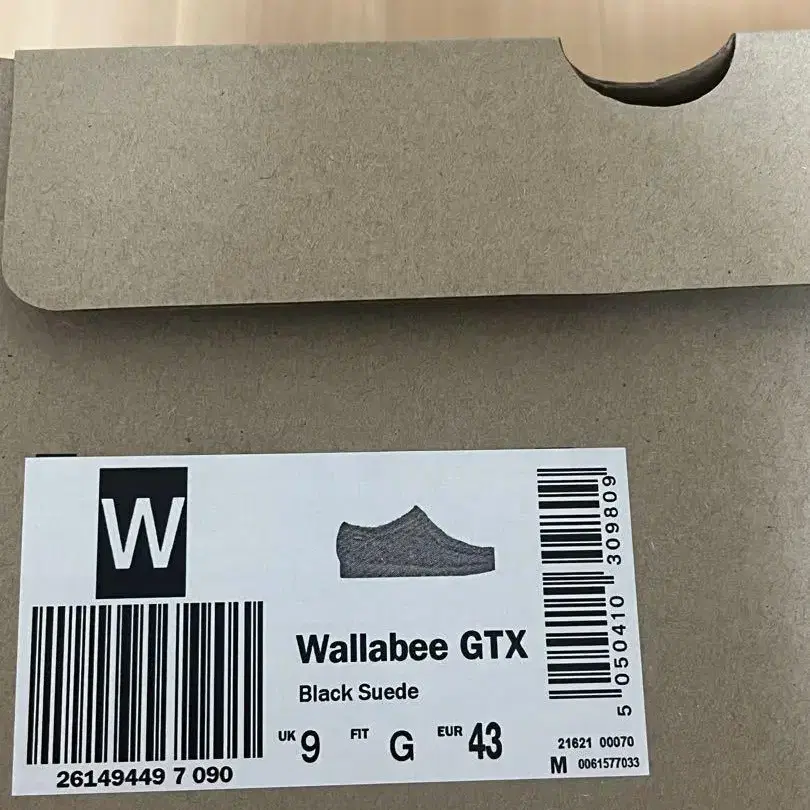 W
26149449 7 090
Wallabee GTX
Black Suede
UK 9 FIT G EUR 43
5 050410 309809
21621 00070
M 0061577033